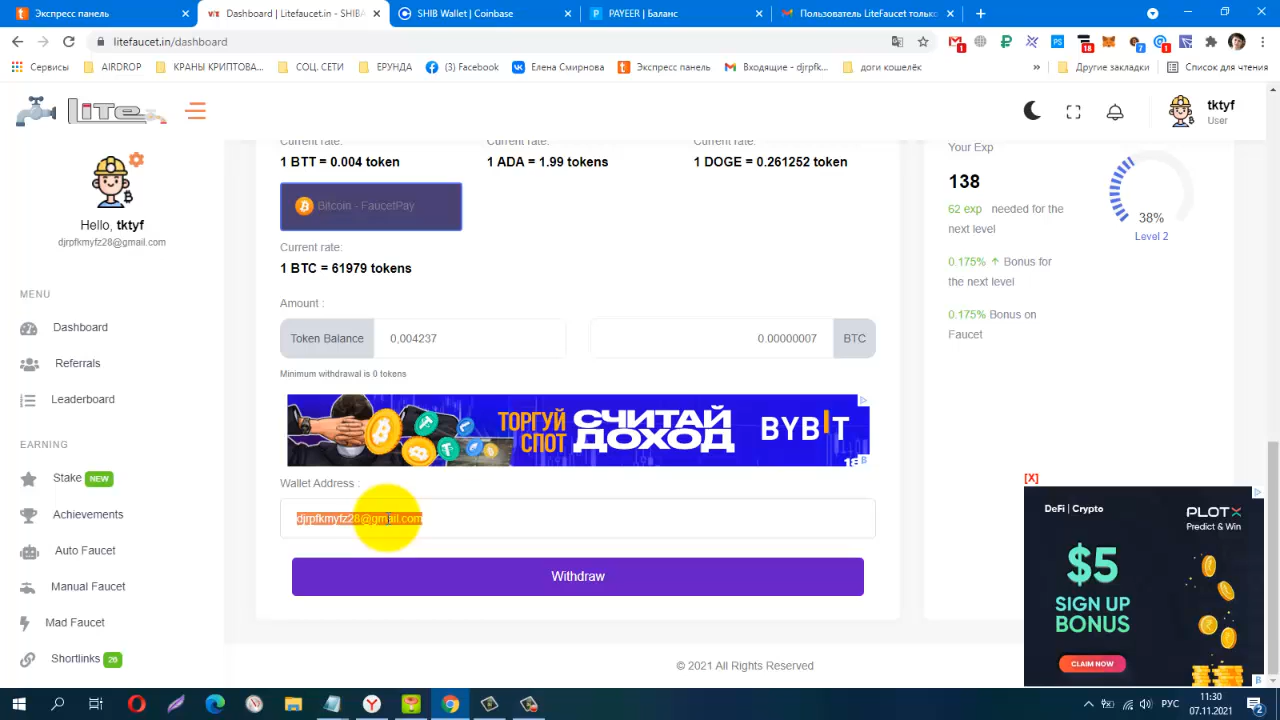 Экспресс панель
Dashboard | Litefaucet.in - SHIBA
SHIB Wallet | Coinbase
PAYEER | Баланс
Пользователь LiteFaucet только
litefaucet.in/dashboard
Сервисы
AIRDROP
КРАНЫ КРИПТОВА...
СОЦ. СЕТИ
ЕРУНДА
(3) Facebook
Елена Смирнова
Экспресс панель
Входящие - djrpfk...
доги кошелёк
»
Другие закладки
Список для чтения
LiTE
tktyf
User
Hello, tktyf
djrpfkmyfz28@gmail.com
MENU
Dashboard
Referrals
Leaderboard
EARNING
Stake NEW
Achievements
Auto Faucet
Manual Faucet
Mad Faucet
Shortlinks 26
Current rate: Current rate: Current rate:
1 BTT = 0.004 token 1 ADA = 1.99 tokens 1 DOGE = 0.261252 token
Bitcoin - FaucetPay
Current rate:
1 BTC = 61979 tokens
Amount :
Token Balance 0,004237 0.00000007 BTC
Minimum withdrawal is 0 tokens
ТОРГУЙ СПОТ СЧИТАЙ ДОХОД BYBIT
18+
Wallet Address :
djrpfkmyfz28@gmail.com
Withdraw
© 2021 All Rights Reserved
Your Exp
138
62 exp needed for the
next level
0.175% ↑ Bonus for
the next level
0.175% Bonus on
Faucet
38%
Level 2
[X]
DeFi | Crypto
PLOTX
Predict & Win
$5
SIGN UP
BONUS
CLAIM NOW
РУС
11:30
07.11.2021
2